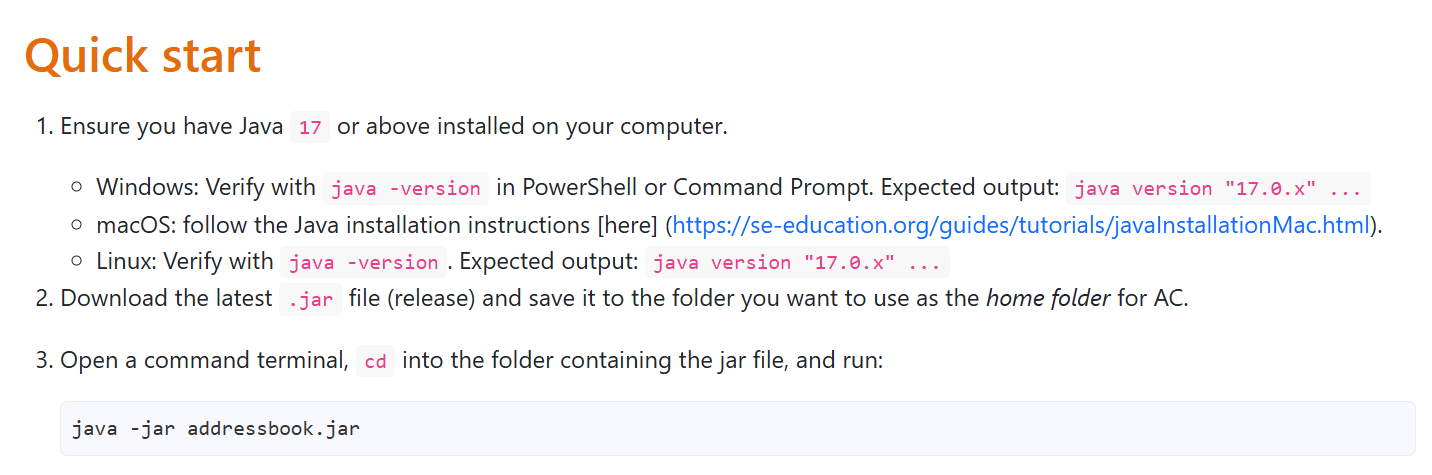 Quick start
1. Ensure you have Java 17 or above installed on your computer.
○ Windows: Verify with java -version in PowerShell or Command Prompt. Expected output: java version "17.0.x" ...
○ macOS: follow the Java installation instructions [here] (https://se-education.org/guides/tutorials/javaInstallationMac.html).
○ Linux: Verify with java -version. Expected output: java version "17.0.x" ...
2. Download the latest .jar file (release) and save it to the folder you want to use as the home folder for AC.
3. Open a command terminal, cd into the folder containing the jar file, and run:
java -jar addressbook.jar